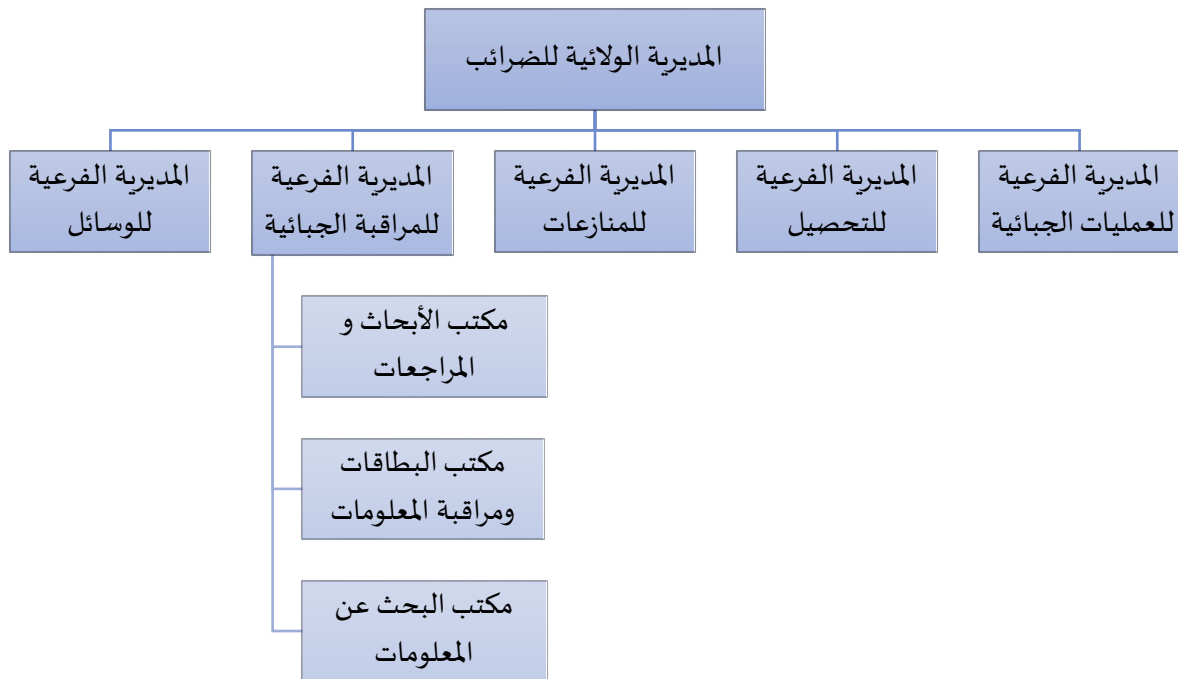 المديرية الولائية للضرائب
المديرية الفرعية
للعمليات الجبائية
المديرية الفرعية
للتحصيل
المديرية الفرعية
للمنازعات
المديرية الفرعية
للمراقبة الجبائية
المديرية الفرعية
للوسائل
مكتب الأبحاث و
المراجعات
مكتب البطاقات
ومراقبة المعلومات
مكتب البحث عن
المعلومات